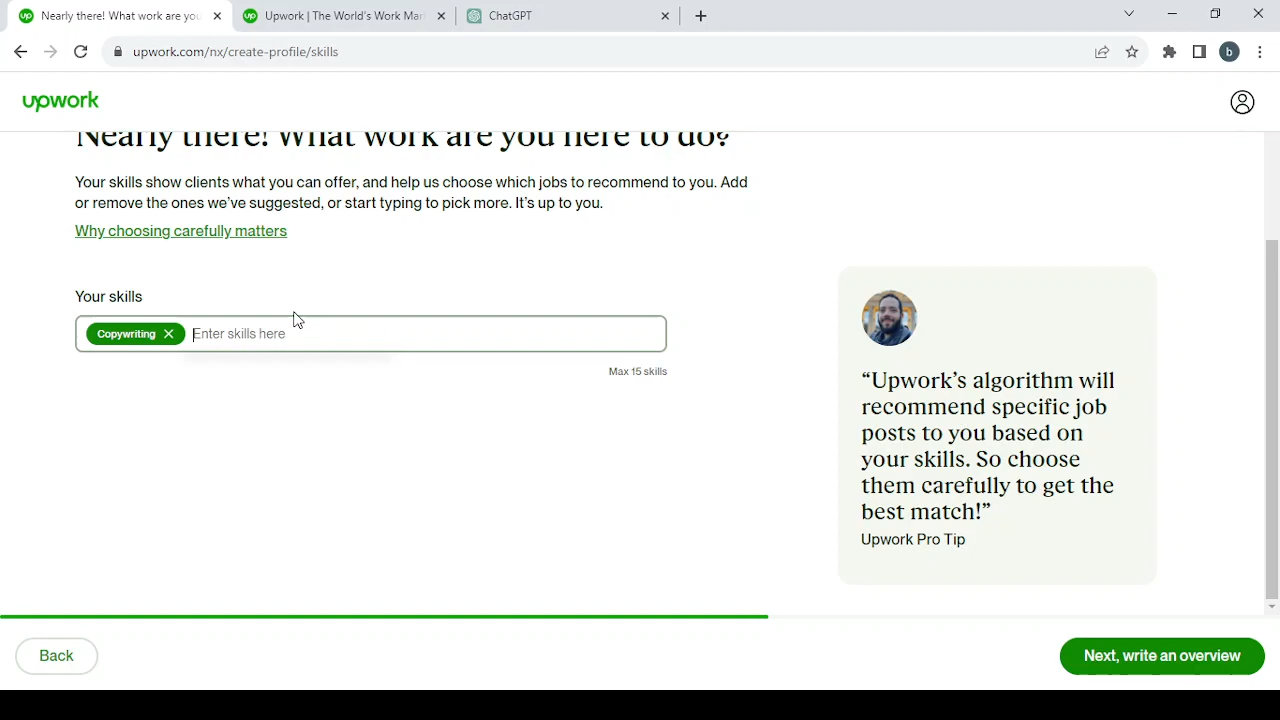 Nearly there! What work are you
Upwork | The World's Work Mar
ChatGPT
upwork.com/nx/create-profile/skills
b
upwork
Nearly there! What work are you here to do?
Your skills show clients what you can offer, and help us choose which jobs to recommend to you. Add
or remove the ones we've suggested, or start typing to pick more. It's up to you.
Why choosing carefully matters
Your skills
Copywriting
Enter skills here
Max 15 skills
“Upwork’s algorithm will
recommend specific job
posts to you based on
your skills. So choose
them carefully to get the
best match!”
Upwork Pro Tip
Back
Next, write an overview